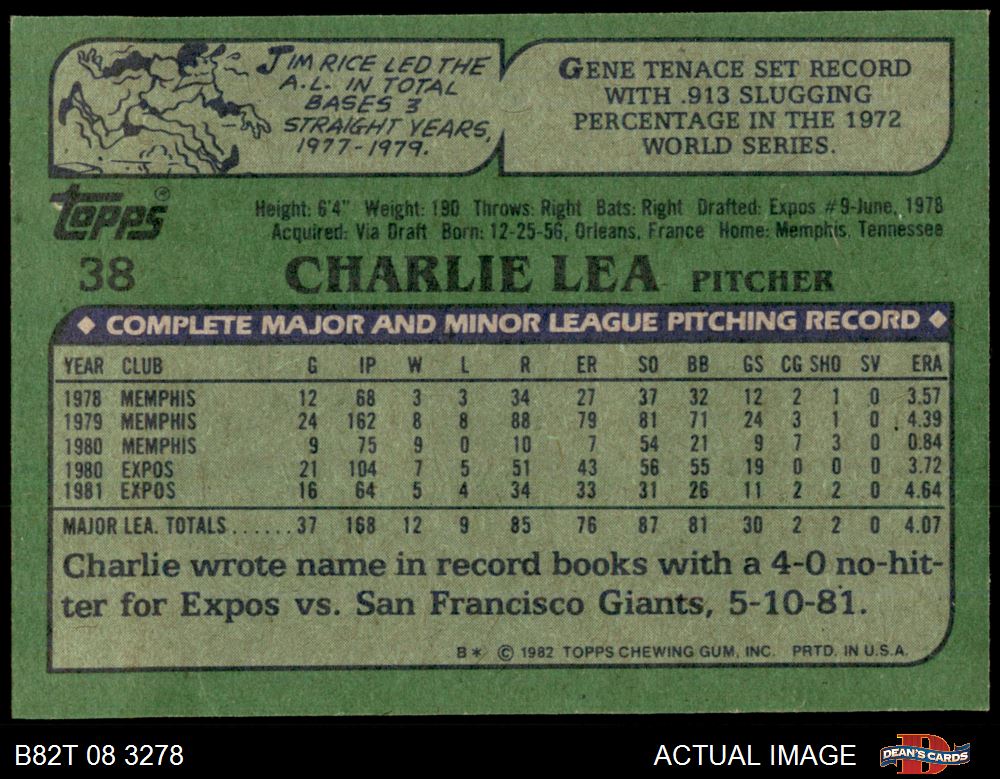 JIM RICE LED THE
A.L. IN TOTAL
BASES 3
STRAIGHT YEARS,
1977-1979.
GENE TENACE SET RECORD
WITH .913 SLUGGING
PERCENTAGE IN THE 1972
WORLD SERIES.
Topps®
Height: 6'4" Weight: 190 Throws: Right Bats: Right Drafted: Expos #9-June, 1978
Acquired: Via Draft Born: 12-25-56, Orleans, France Home: Memphis, Tennessee
38 CHARLIE LEA PITCHER
◆ COMPLETE MAJOR AND MINOR LEAGUE PITCHING RECORD ◆
YEAR CLUB G IP W L R ER SO BB GS CG SHO SV ERA
1978 MEMPHIS 12 68 3 3 34 27 37 32 12 2 1 0 3.57
1979 MEMPHIS 24 162 8 8 88 79 81 71 24 3 1 0 4.39
1980 MEMPHIS 9 75 9 0 10 7 54 21 9 7 3 0 0.84
1980 EXPOS 21 104 7 5 51 43 56 55 19 0 0 0 3.72
1981 EXPOS 16 64 5 4 34 33 31 26 11 2 2 0 4.64
MAJOR LEA. TOTALS......37 168 12 9 85 76 87 81 30 2 2 0 4.07
Charlie wrote name in record books with a 4-0 no-hit-
ter for Expos vs. San Francisco Giants, 5-10-81.
B* © 1982 TOPPS CHEWING GUM, INC. PRTD. IN U.S.A.
B82T 08 3278 ACTUAL IMAGE DEAN'S CARDS